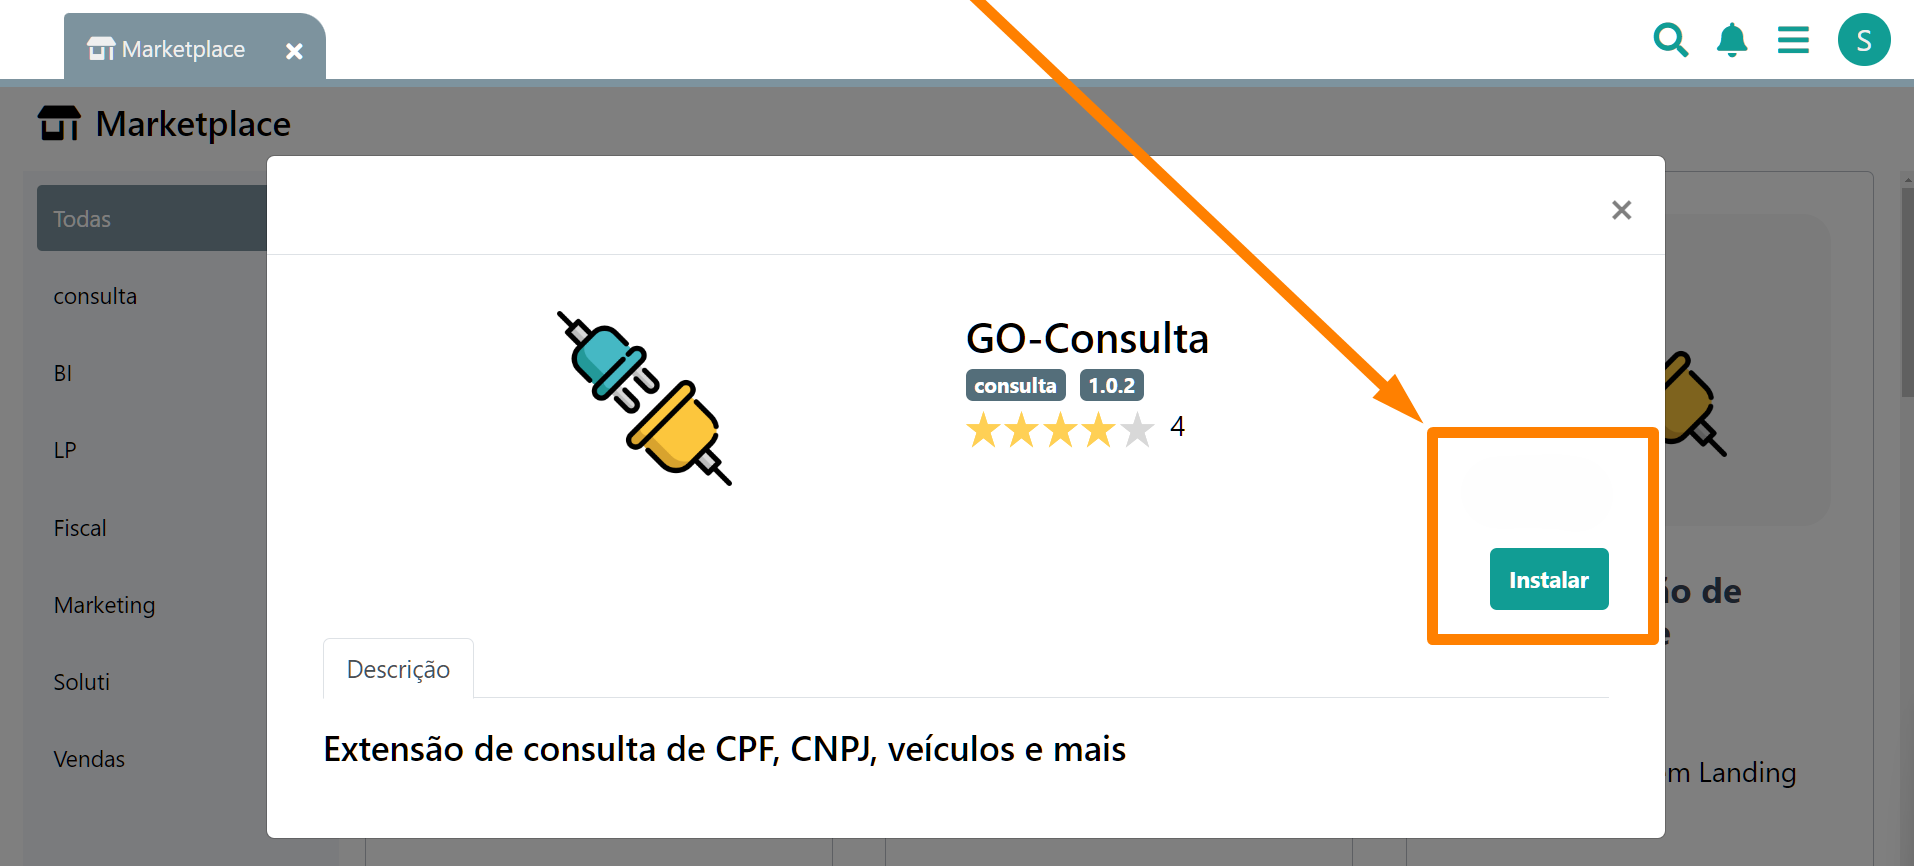 Marketplace
S
Marketplace
Todas
consulta
BI
LP
Fiscal
Marketing
Soluti
Vendas
GO-Consulta
consulta 1.0.2
4
Instalar
Descrição
Extensão de consulta de CPF, CNPJ, veículos e mais
de
m Landing